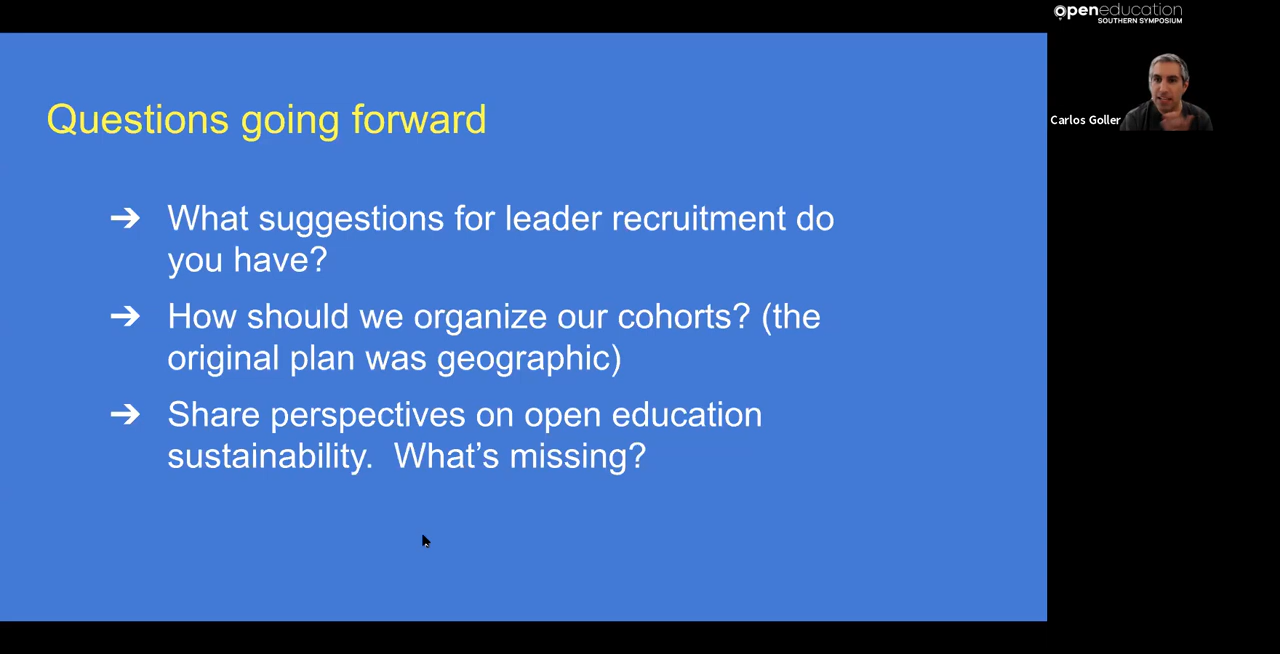 openeducation
SOUTHERN SYMPOSIUM
Carlos Goller
Questions going forward
➔ What suggestions for leader recruitment do
you have?
➔ How should we organize our cohorts? (the
original plan was geographic)
➔ Share perspectives on open education
sustainability.  What’s missing?